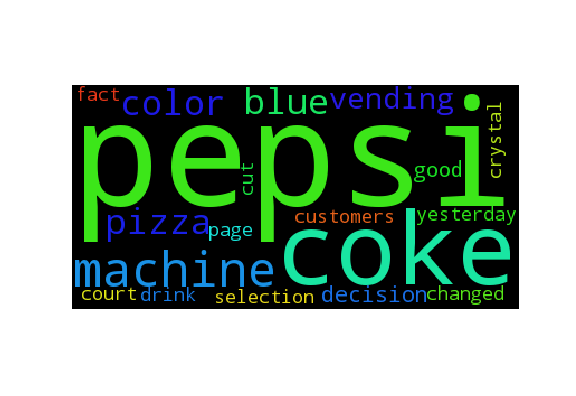 fact color blue vending
pepsi
crystal
cut
good
pizza page customers yesterday
machine coke
court drink selection decision changed